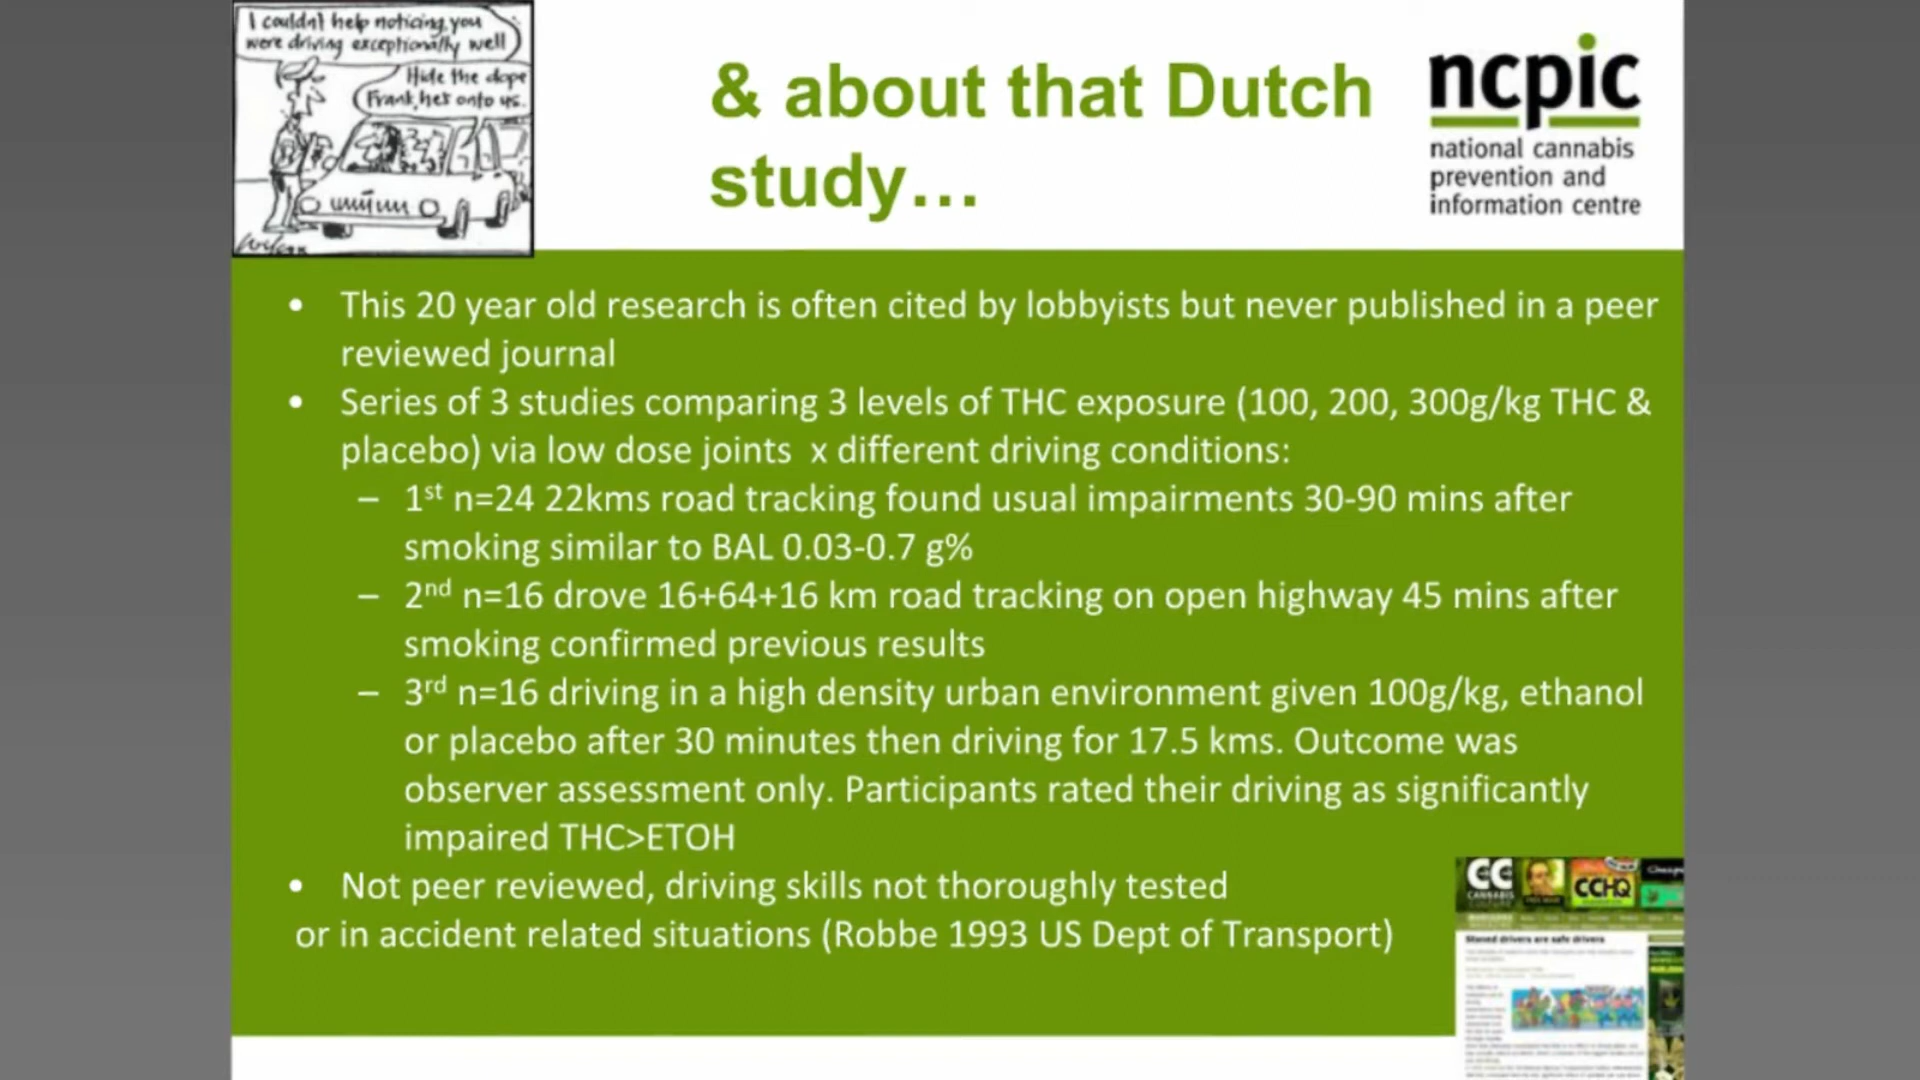 I couldn't help noticing you
were driving exceptionally well
Hide the dope
Frank, he's onto us.
& about that Dutch
study...
ncpic
national cannabis
prevention and
information centre
• This 20 year old research is often cited by lobbyists but never published in a peer
reviewed journal
• Series of 3 studies comparing 3 levels of THC exposure (100, 200, 300g/kg THC &
placebo) via low dose joints x different driving conditions:
– 1st n=24 22kms road tracking found usual impairments 30-90 mins after
smoking similar to BAL 0.03-0.7 g%
– 2nd n=16 drove 16+64+16 km road tracking on open highway 45 mins after
smoking confirmed previous results
– 3rd n=16 driving in a high density urban environment given 100g/kg, ethanol
or placebo after 30 minutes then driving for 17.5 kms. Outcome was
observer assessment only. Participants rated their driving as significantly
impaired THC>ETOH
• Not peer reviewed, driving skills not thoroughly tested
or in accident related situations (Robbe 1993 US Dept of Transport)
CC
CANNABIS
CCHQ
Stoned drivers are safe drivers